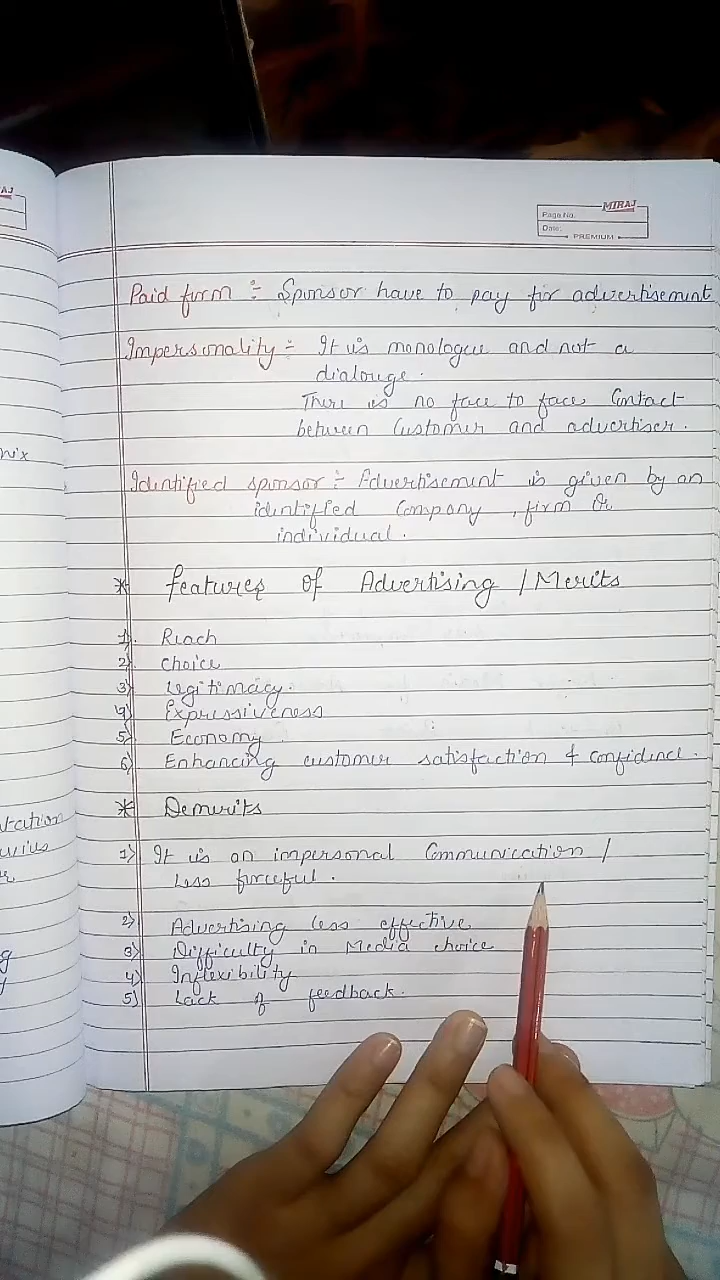 AJ
MIRAJ
Page No.
Date:
PREMIUM
Paid form :- Sponsor have to pay for advertisement
Impersonality :- It is monologue and not a
dialouge.
There is no face to face Contact
between Customer and advertiser.
nix
Identified sponsor :- Advertisement is given by an
identified Company, firm or
individual.
* features of Advertising / Merits
1). Reach
2) choice
3) Legitimacy.
4) Expressiveness
5) Economy
6) Enhancing customer satisfaction & confidence.
* Demerits
1) It is an impersonal Communication /
Less forceful.
2) Advertising less effective
3) Difficulty in Media choice
4) Inflexibility
5) Lack of feedback.